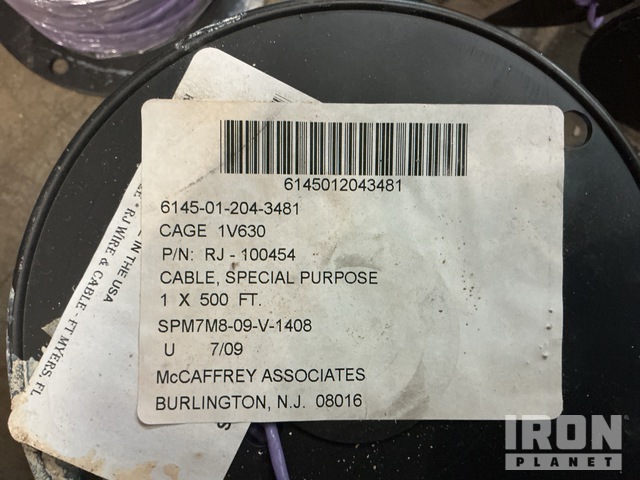 6145012043481
6145-01-204-3481
CAGE 1V630
P/N: RJ - 100454
CABLE, SPECIAL PURPOSE
1 X 500 FT.
SPM7M8-09-V-1408
U 7/09
McCAFFREY ASSOCIATES
BURLINGTON, N.J. 08016
IN THE USA
* RJ WIRE & CABLE - FT MYERS, FL
IRON
PLANET